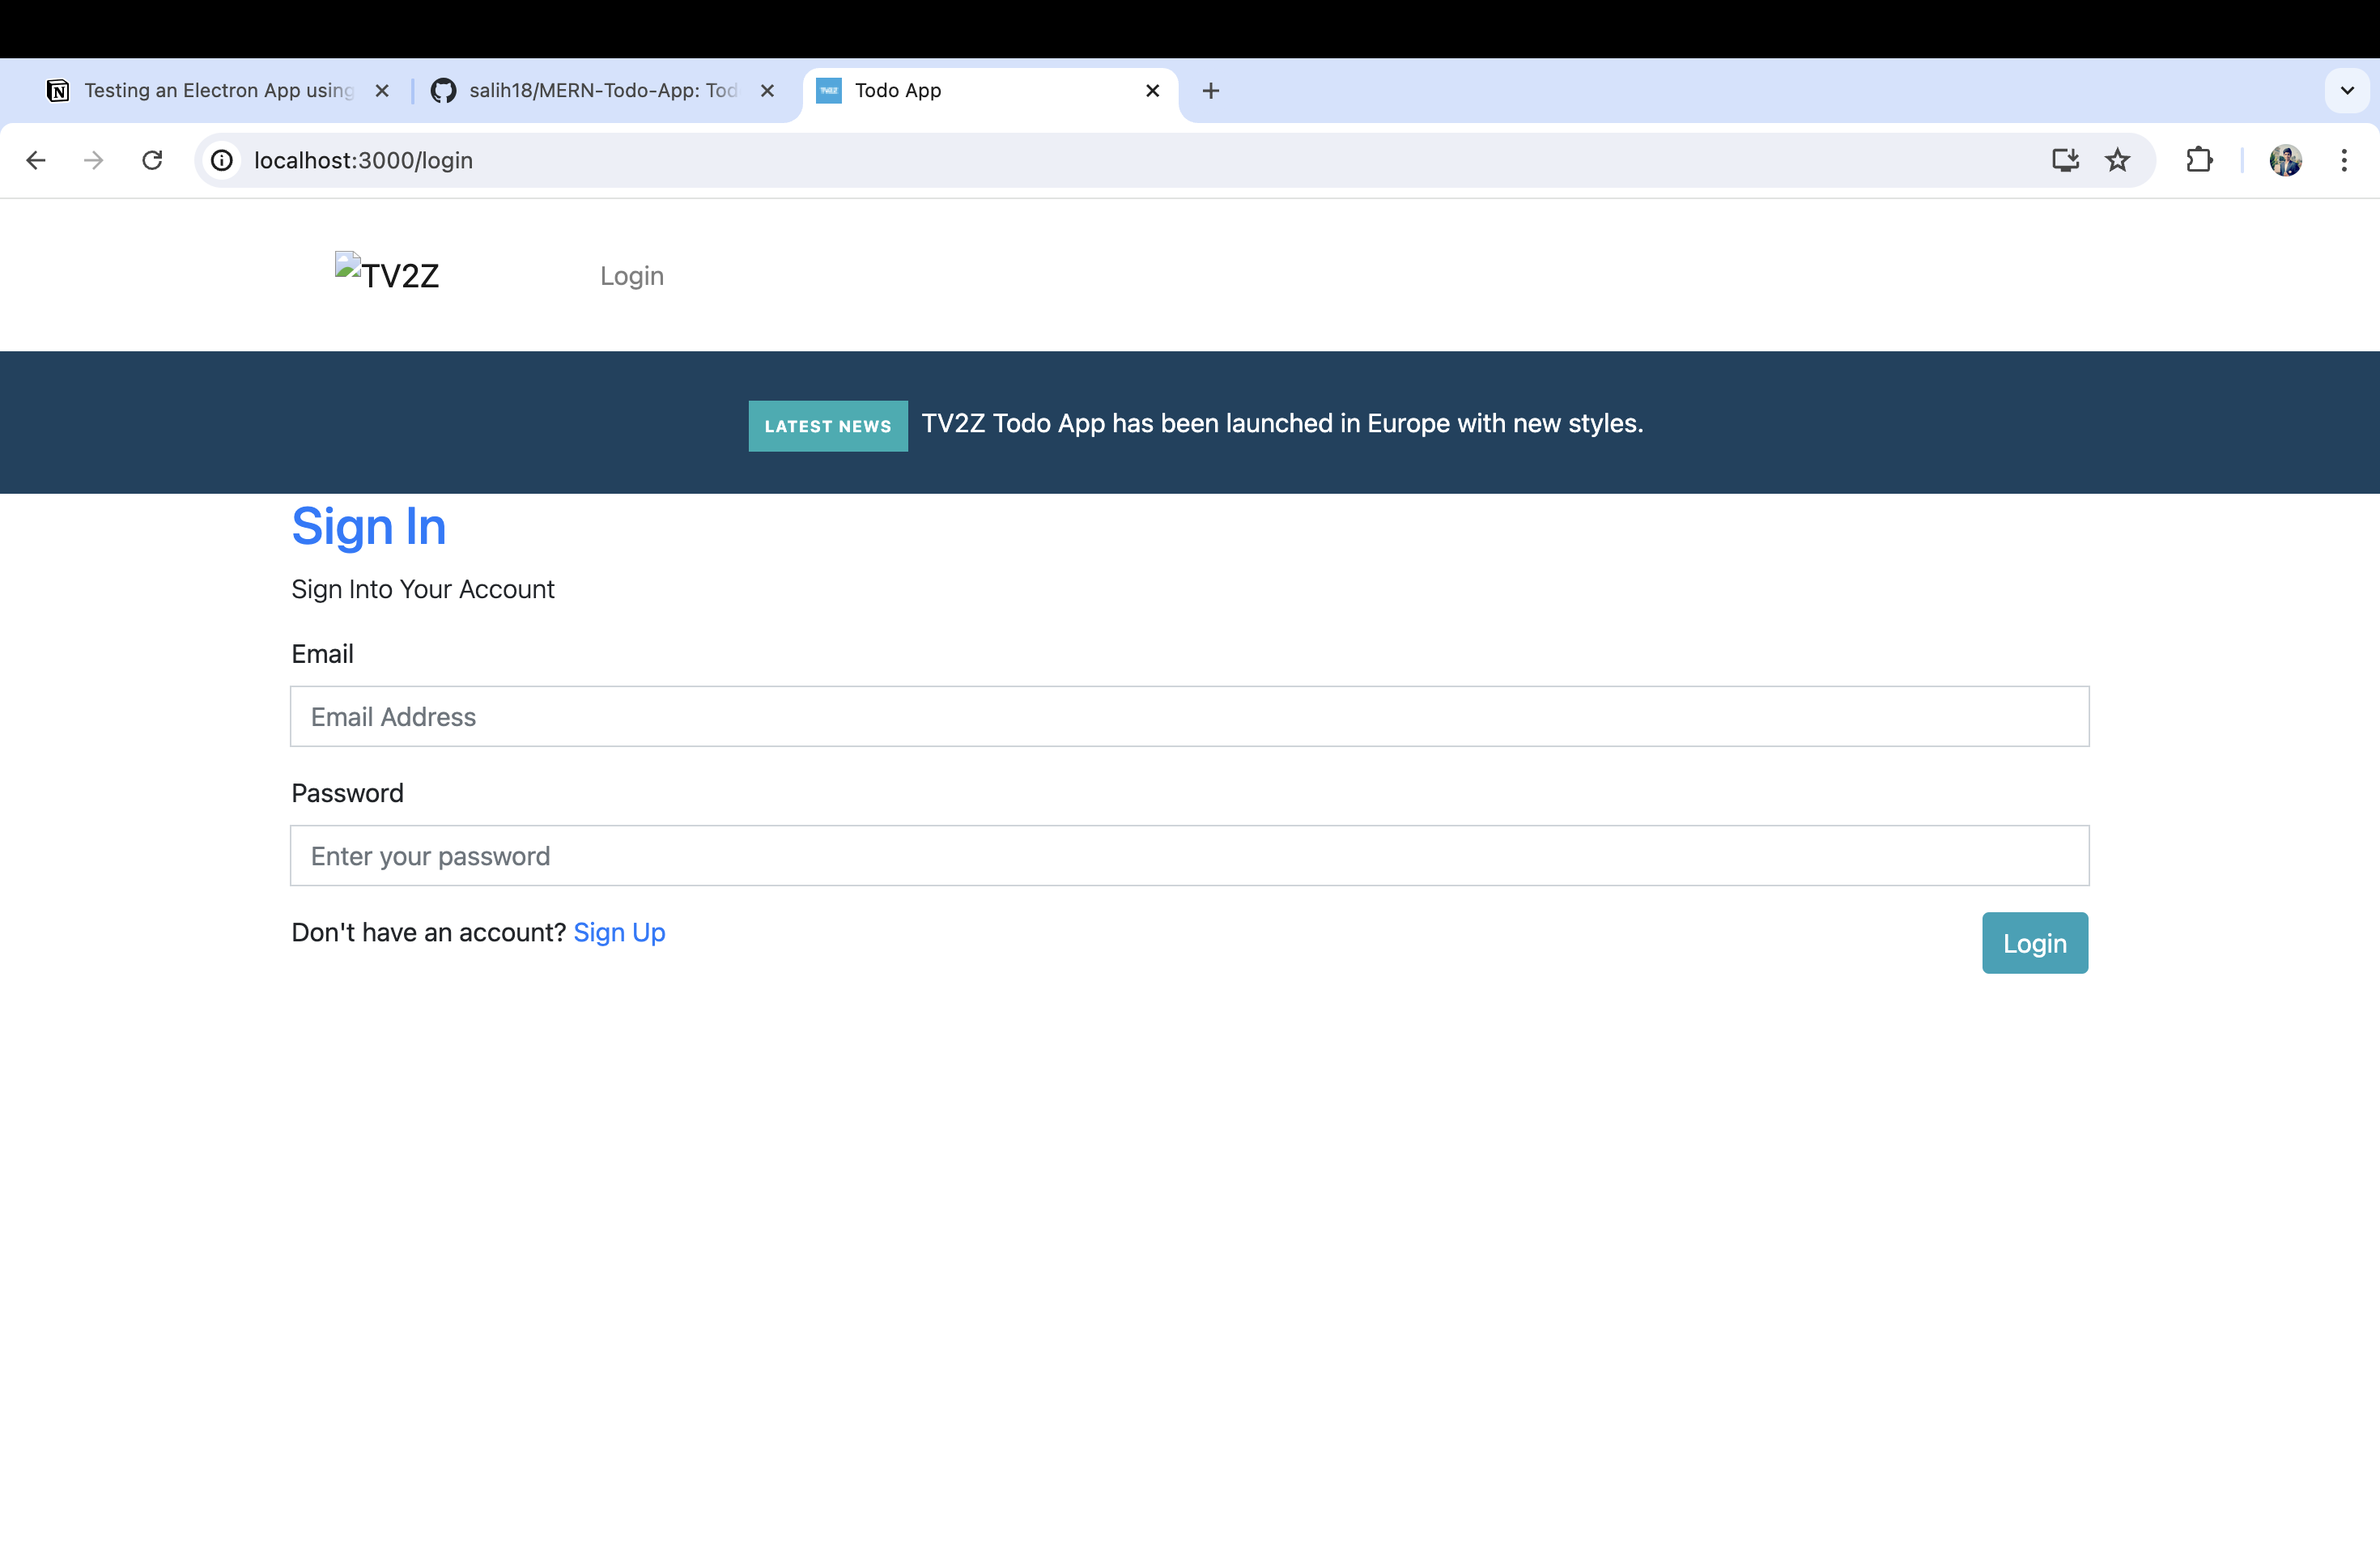 Testing an Electron App using
salih18/MERN-Todo-App: Tod
Todo App
localhost:3000/login
TV2Z
Login
LATEST NEWS TV2Z Todo App has been launched in Europe with new styles.
Sign In
Sign Into Your Account
Email
Email Address
Password
Enter your password
Don't have an account? Sign Up
Login